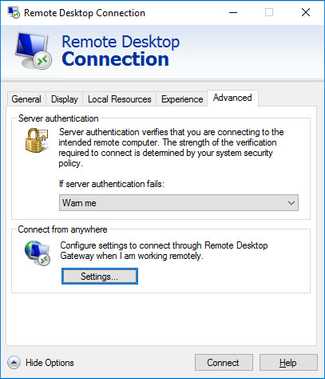 Remote Desktop Connection
Remote Desktop
Connection
General Display Local Resources Experience Advanced
Server authentication
Server authentication verifies that you are connecting to the
intended remote computer. The strength of the verification
required to connect is determined by your system security
policy.
If server authentication fails:
Warn me
Connect from anywhere
Configure settings to connect through Remote Desktop
Gateway when I am working remotely.
Settings...
Hide Options Connect Help